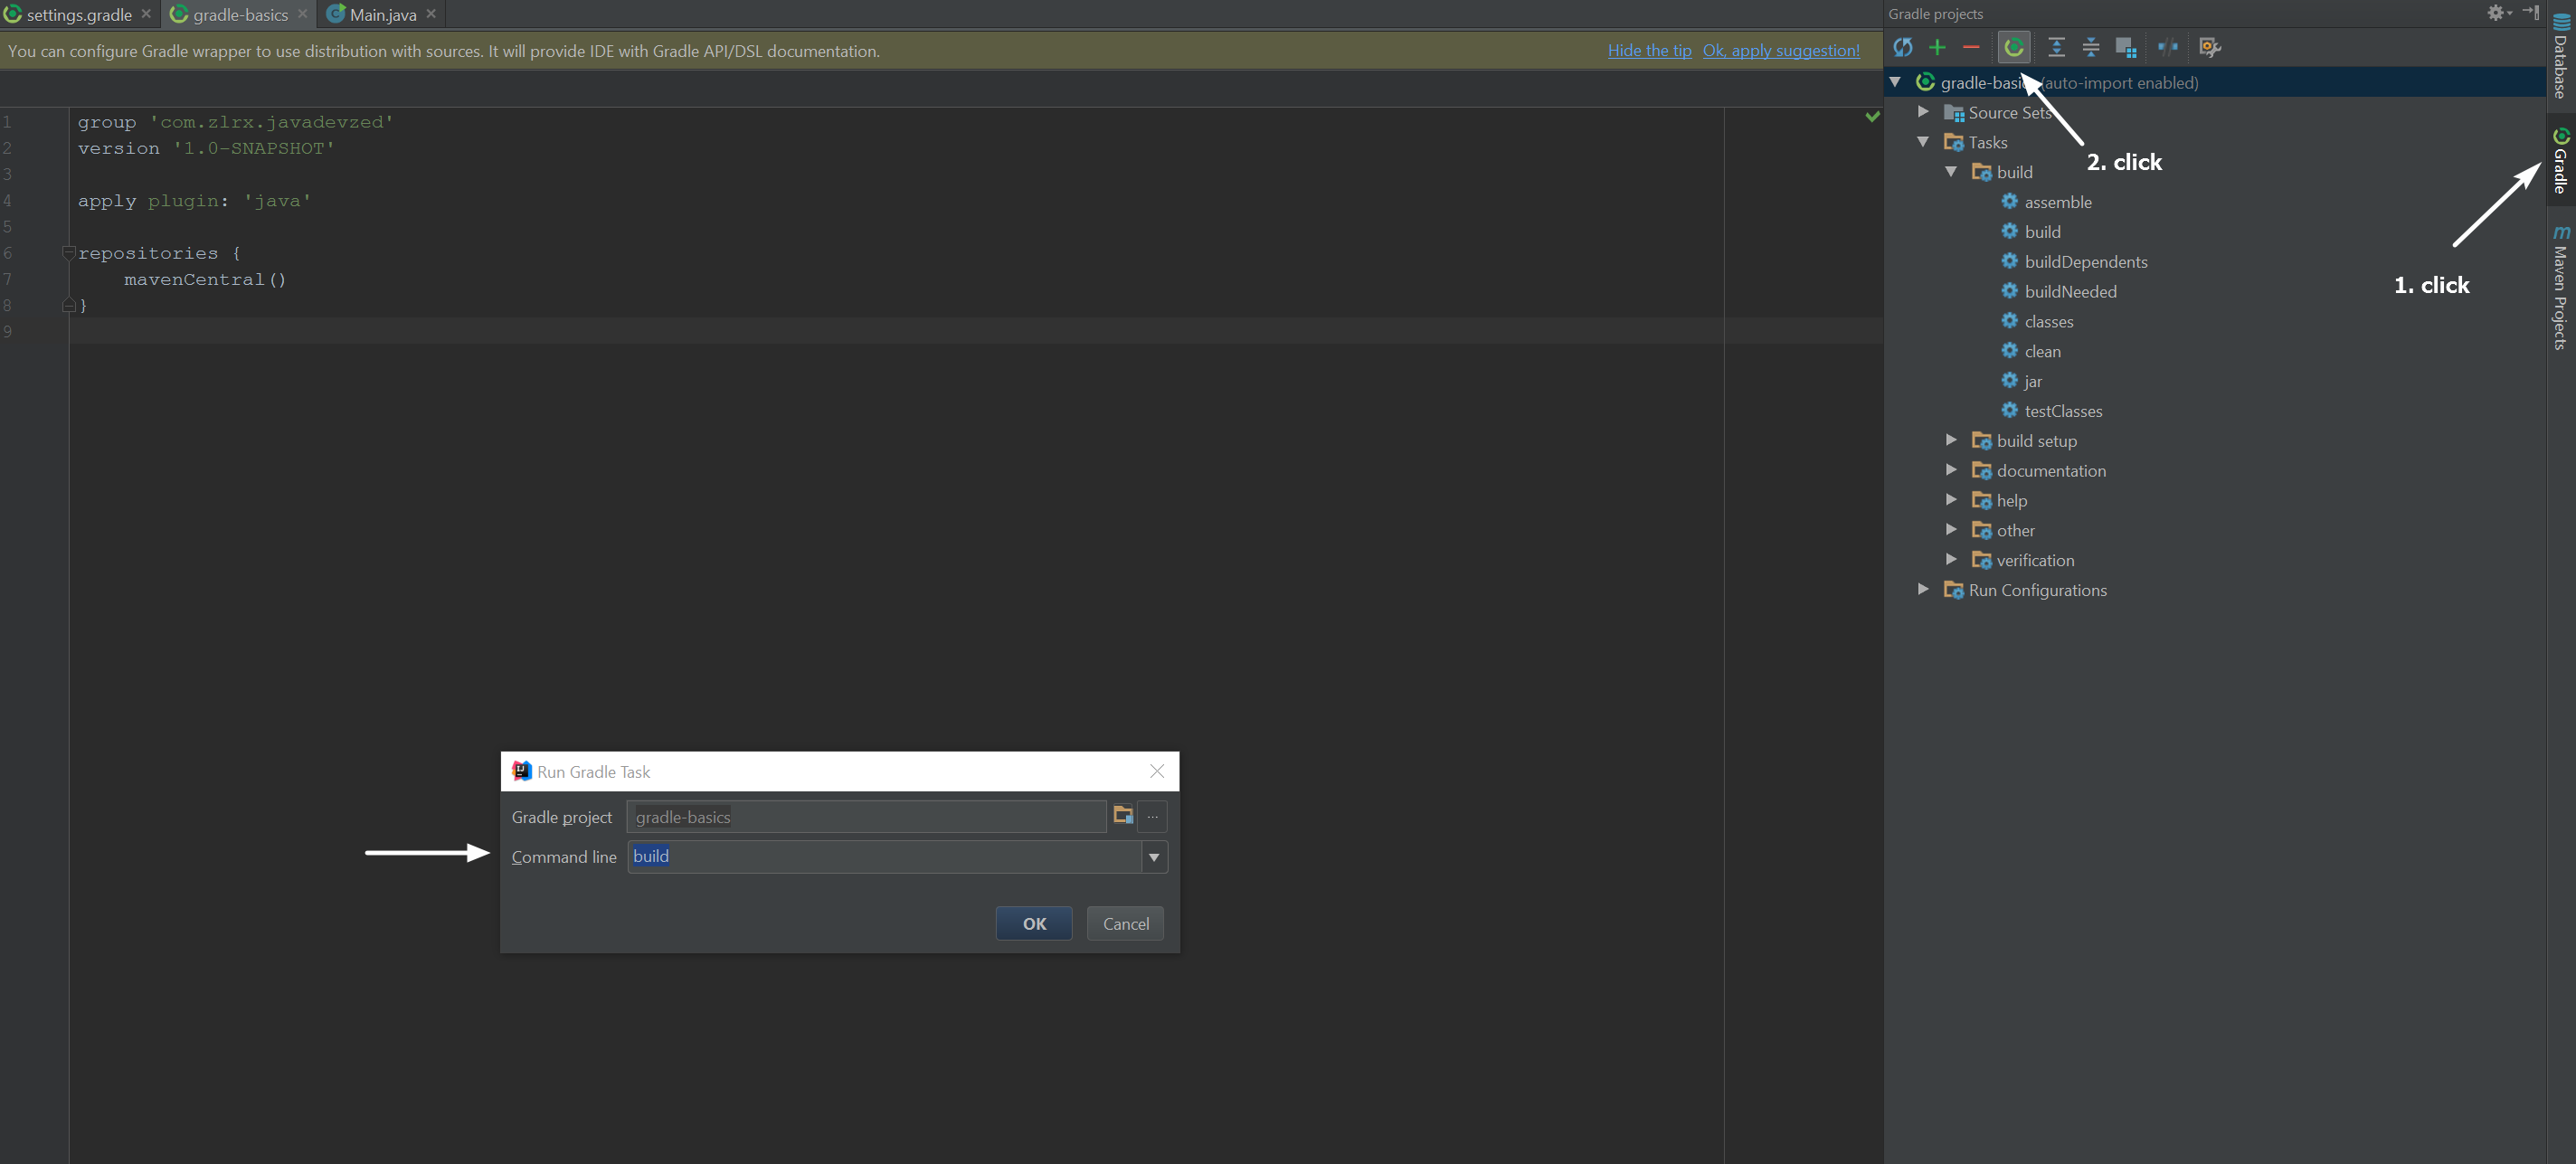 settings.gradle
gradle-basics
Main.java
You can configure Gradle wrapper to use distribution with sources. It will provide IDE with Gradle API/DSL documentation.
Hide the tip
Ok, apply suggestion!
1 group 'com.zlrx.javadevzed'
2 version '1.0-SNAPSHOT'
3
4 apply plugin: 'java'
5
6 repositories {
7 mavenCentral()
8 }
9
Run Gradle Task
Gradle project
gradle-basics
...
Command line
build
OK
Cancel
Gradle projects
gradle-basi (auto-import enabled)
Source Sets
Tasks
build
assemble
build
buildDependents
buildNeeded
classes
clean
jar
testClasses
build setup
documentation
help
other
verification
Run Configurations
2. click
1. click
Database
Gradle
m
Maven Projects